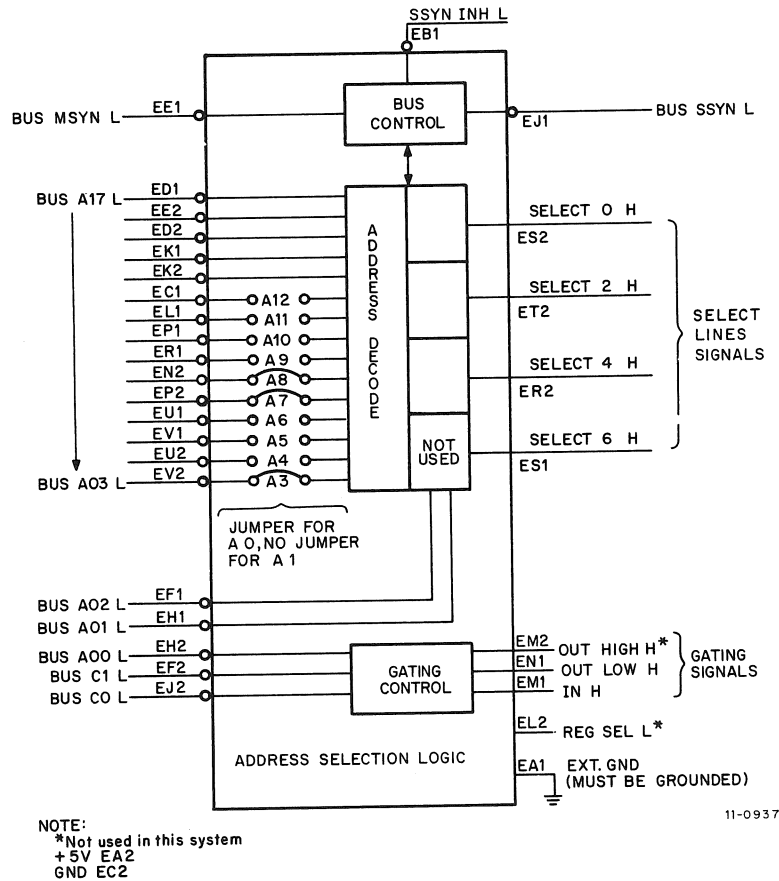 SSYN INH L
EB1
BUS MSYN L
EE1
BUS
CONTROL
EJ1
BUS SSYN L
BUS A17 L
ED1
EE2
ED2
EK1
EK2
EC1
EL1
EP1
ER1
EN2
EP2
EU1
EV1
EU2
BUS A03 L
EV2
A12
A11
A10
A9
A8
A7
A6
A5
A4
A3
ADDRESS DECODE
NOT
USED
SELECT 0 H
ES2
SELECT 2 H
ET2
SELECT 4 H
ER2
SELECT 6 H
ES1
SELECT
LINES
SIGNALS
JUMPER FOR
A 0, NO JUMPER
FOR A 1
BUS A02 L
EF1
BUS A01 L
EH1
BUS A00 L
EH2
BUS C1 L
EF2
BUS C0 L
EJ2
GATING
CONTROL
EM2
OUT HIGH H*
EN1
OUT LOW H
EM1
IN H
GATING
SIGNALS
EL2
REG SEL L*
ADDRESS SELECTION LOGIC
EA1
EXT. GND
(MUST BE GROUNDED)
11-0937
NOTE:
*Not used in this system
+5V EA2
GND EC2